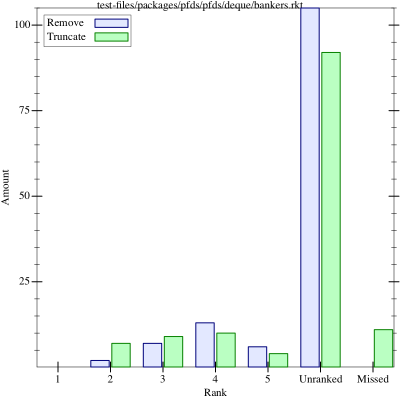 test-files/packages/pfds/pfds/deque/bankers.rkt
Remove
Truncate
100
75
50
25
Amount
1 2 3 4 5 Unranked Missed
Rank